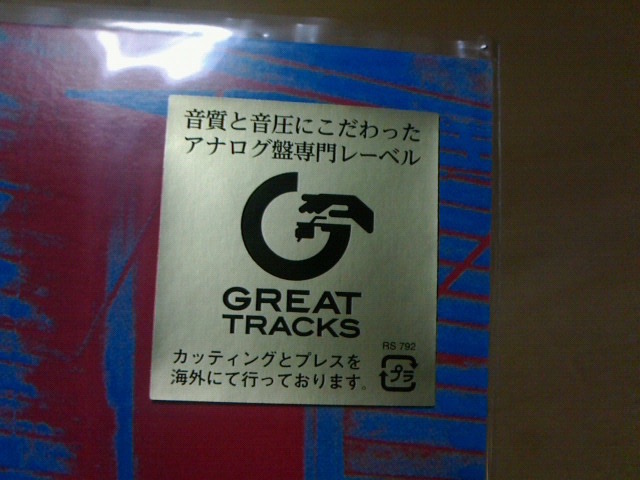 音質と音圧にこだわった
アナログ盤専門レーベル
GREAT
TRACKS
RS 792
カッティングとプレスを
海外にて行っております。
プラ